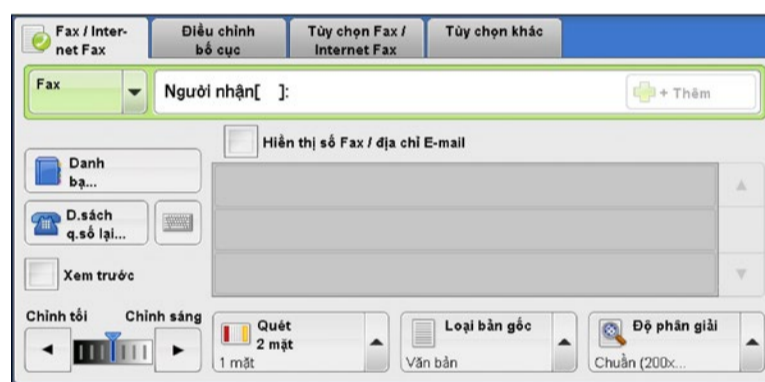 Fax / Inter-
net Fax
Điều chỉnh
bố cục
Tùy chọn Fax /
Internet Fax
Tùy chọn khác
Fax
Người nhận[ ]:
+ Thêm
Hiển thị số Fax / địa chỉ E-mail
Danh
bạ...
D.sách
q.số lại...
Xem trước
Chỉnh tối
Chỉnh sáng
Quét
2 mặt
1 mặt
Loại bản gốc
Văn bản
Độ phân giải
Chuẩn (200x...